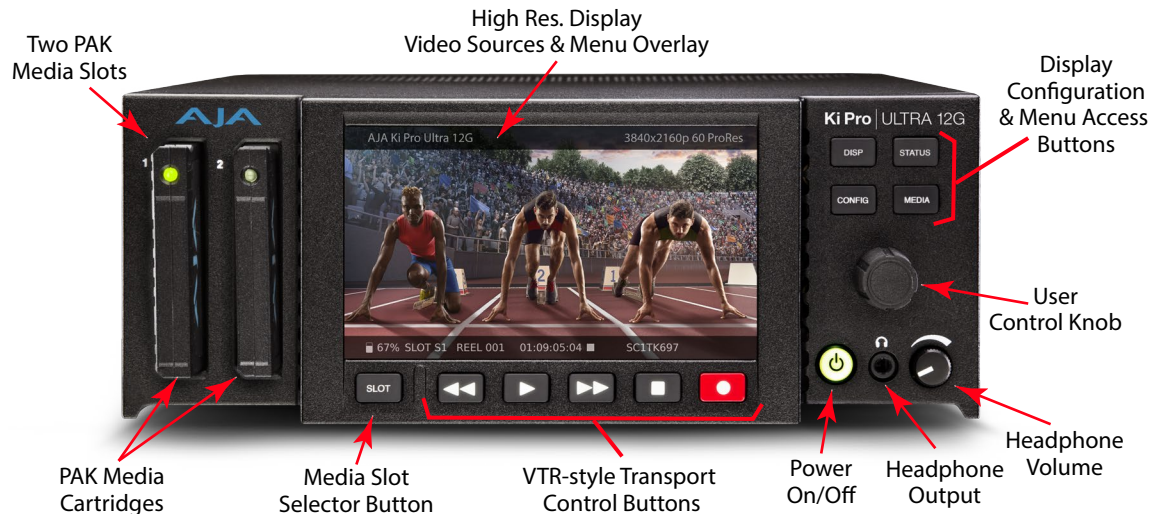 High Res. Display
Video Sources & Menu Overlay
Two PAK
Media Slots
Display
Configuration
& Menu Access
Buttons
AJA
1
2
AJA Ki Pro Ultra 12G
3840x2160p 60 ProRes
Ki Pro | ULTRA 12G
DISP
STATUS
CONFIG
MEDIA
2
1
67% SLOT S1 REEL 001 01:09:05:04 SC1TK697
User
Control Knob
SLOT
PAK Media
Cartridges
Media Slot
Selector Button
VTR-style Transport
Control Buttons
Power
On/Off
Headphone
Output
Headphone
Volume